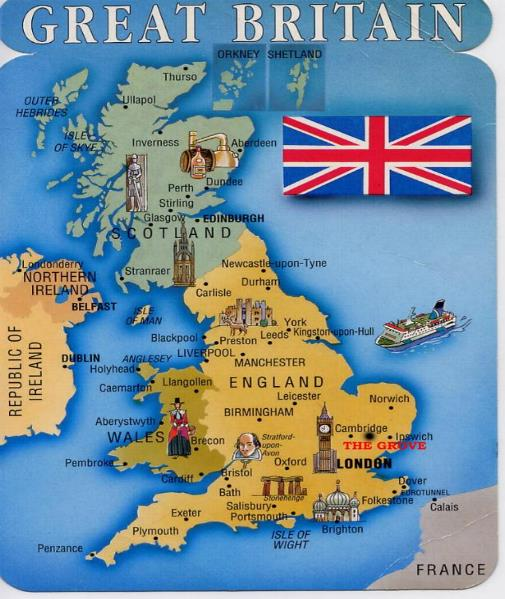 GREAT BRITAIN
ORKNEY
SHETLAND
Thurso
OUTER
HEBRIDES
Ullapol
ISLE
OF SKYE
Inverness
Aberdeen
Perth
Dundee
Stirling
Glasgow
EDINBURGH
SCOTLAND
Londonderry
NORTHERN
IRELAND
Stranraer
Newcastle-upon-Tyne
Durham
Carlisle
BELFAST
ISLE
OF MAN
York
Blackpool
Preston
Leeds
Kingston-upon-Hull
REPUBLIC OF
IRELAND
DUBLIN
ANGLESEY
LIVERPOOL
MANCHESTER
Holyhead
Caernarton
Llangollen
ENGLAND
Leicester
Norwich
Aberystwyth
BIRMINGHAM
WALES
Brecon
Stratford-
upon-
Avon
Cambridge
Ipswich
THE GROVE
Pembroke
Oxford
LONDON
Cardiff
Bristol
Bath
Stonehenge
Dover
EUROTUNNEL
Folkestone
Calais
Salisbury
Portsmouth
Exeter
Plymouth
ISLE OF
WIGHT
Brighton
Penzance
FRANCE